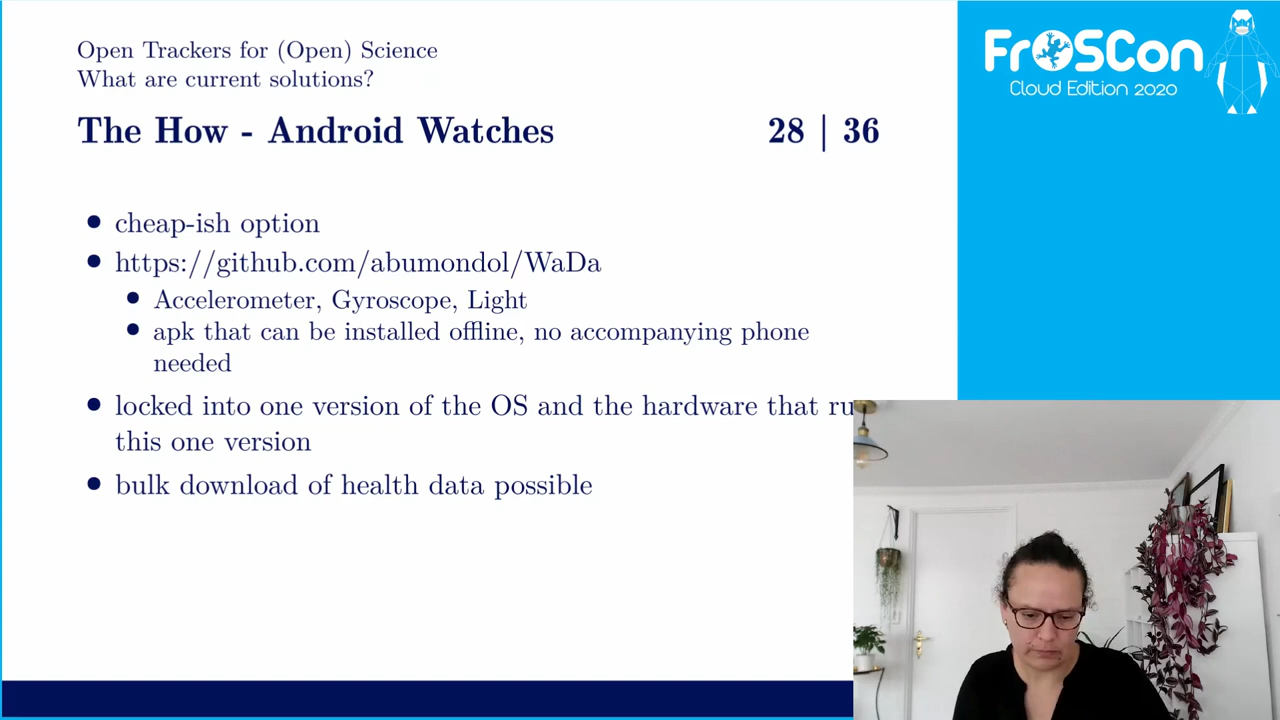 Open Trackers for (Open) Science
What are current solutions?
The How - Android Watches 28 | 36
FrOSCon
Cloud Edition 2020
cheap-ish option
https://github.com/abumondol/WaDa
Accelerometer, Gyroscope, Light
apk that can be installed offline, no accompanying phone
needed
locked into one version of the OS and the hardware that
this one version
bulk download of health data possible